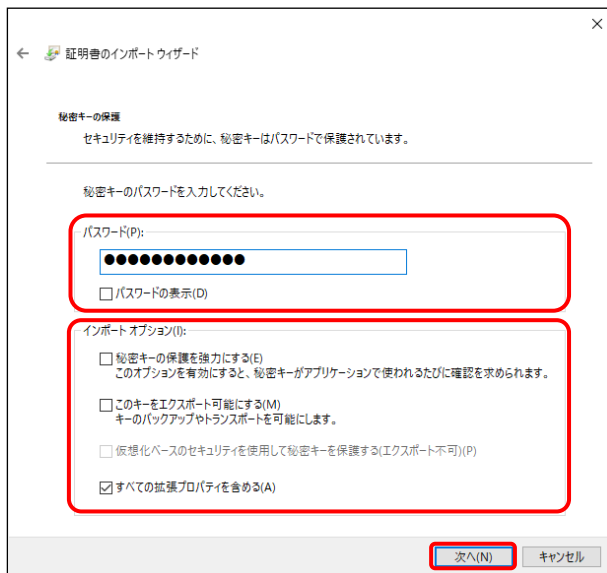 証明書のインポート ウィザード
秘密キーの保護
セキュリティを維持するために、秘密キーはパスワードで保護されています。
秘密キーのパスワードを入力してください。
パスワード(P):
●●●●●●●●●●●●
パスワードの表示(D)
インポート オプション(I):
秘密キーの保護を強力にする(E)
このオプションを有効にすると、秘密キーがアプリケーションで使われるたびに確認を求められます。
このキーをエクスポート可能にする(M)
キーのバックアップやトランスポートを可能にします。
仮想化ベースのセキュリティを使用して秘密キーを保護する(エクスポート不可)(P)
すべての拡張プロパティを含める(A)
次へ(N)
キャンセル